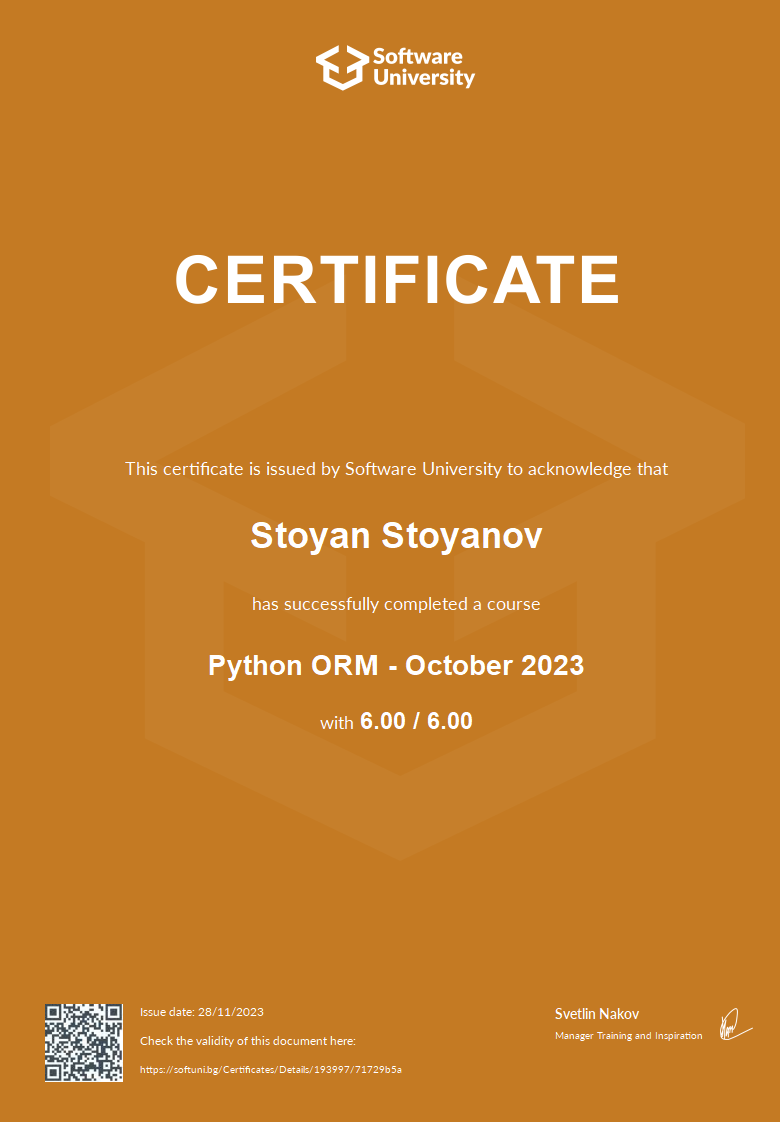 Software
University
CERTIFICATE
This certificate is issued by Software University to acknowledge that
Stoyan Stoyanov
has successfully completed a course
Python ORM - October 2023
with 6.00 / 6.00
Issue date: 28/11/2023
Check the validity of this document here:
https://softuni.bg/Certificates/Details/193997/71729b5a
Svetlin Nakov
Manager Training and Inspiration